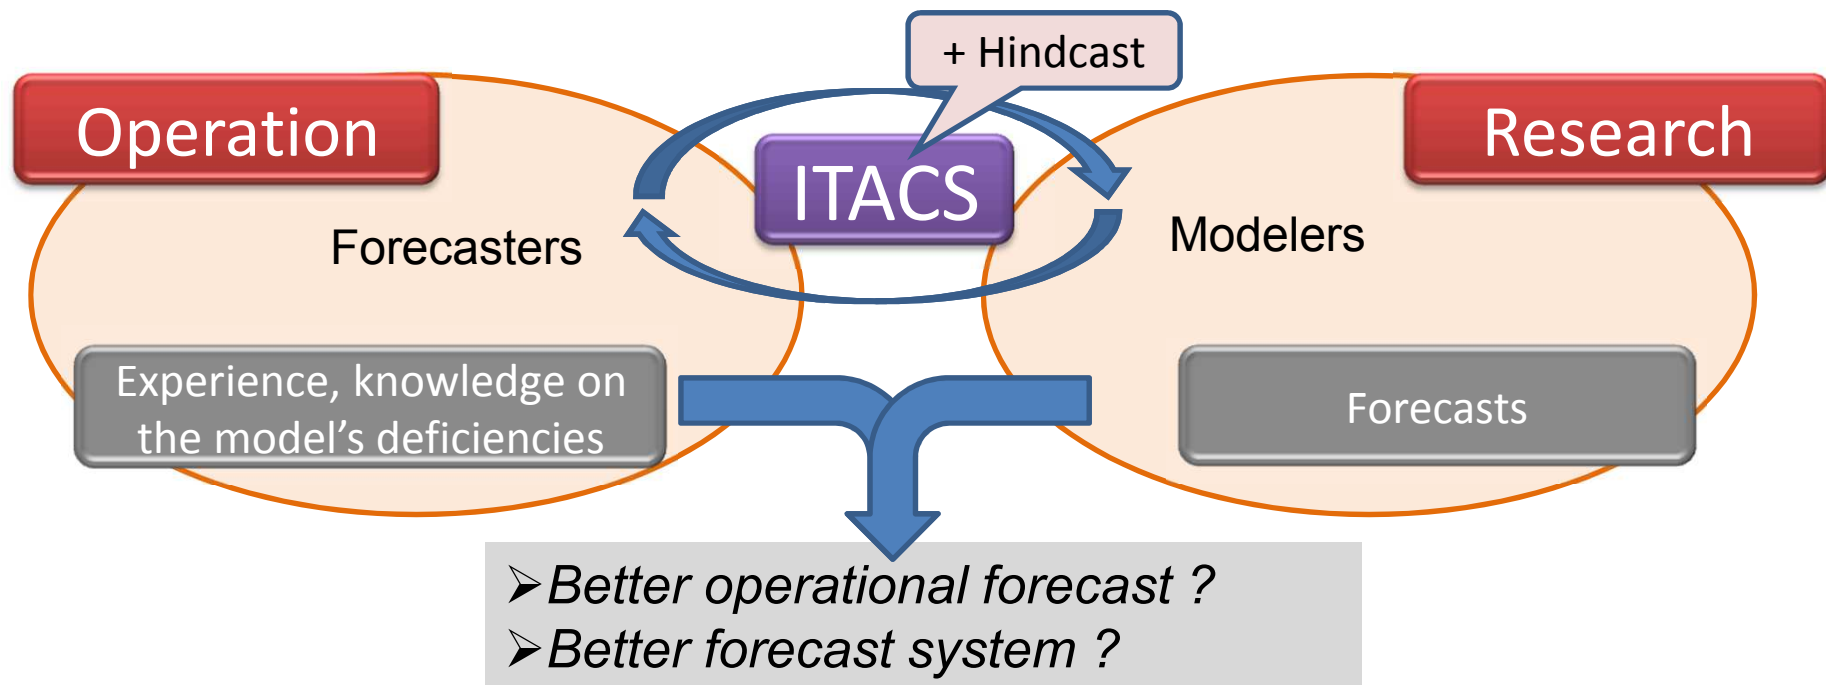 + Hindcast
Operation
ITACS
Research
Forecasters
Modelers
Experience, knowledge on
the model's deficiencies
Forecasts
➢Better operational forecast ?
➢Better forecast system ?